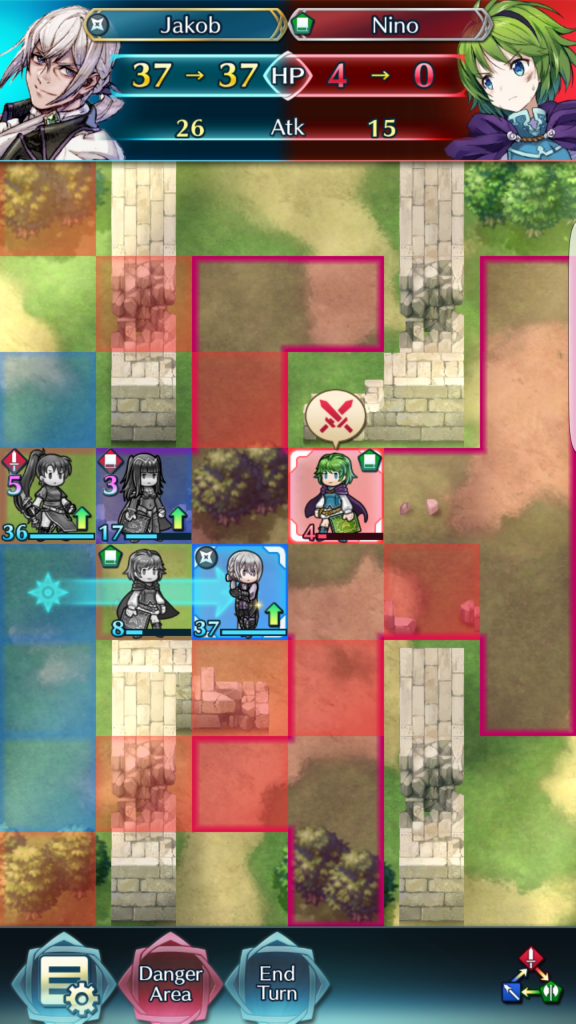 Jakob
Nino
37 → 37 HP 4 → 0
26 Atk 15
5
3
36
17
4
8
37
Danger
Area
End
Turn